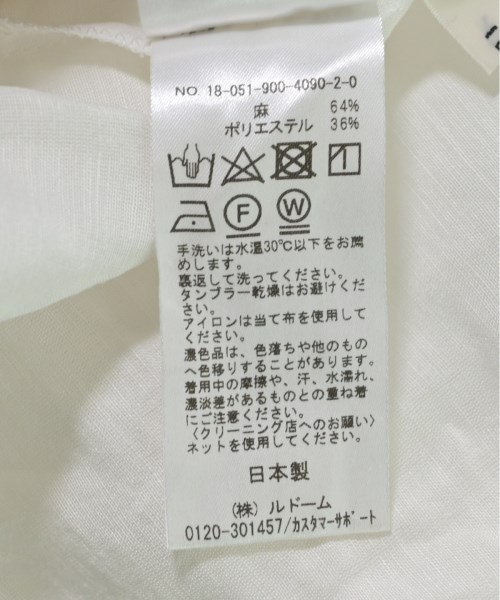 NO. 18-051-900-4090-2-0
麻 64%
ポリエステル 36%
F W
手洗いは水温30℃以下をお薦
めします。
裏返して洗ってください。
タンブラー乾燥はお避けくだ
さい。
アイロンは当て布を使用して
ください。
濃色品は、色落ちや他のもの
へ色移りすることがあります。
着用中の摩擦や、汗、水濡れ、
濃淡差があるものとの重ね着
にご注意ください。
〈クリーニング店へのお願い〉
ネットを使用してください。
日本製
(株) ルドーム
0120-301457/カスタマーサポート